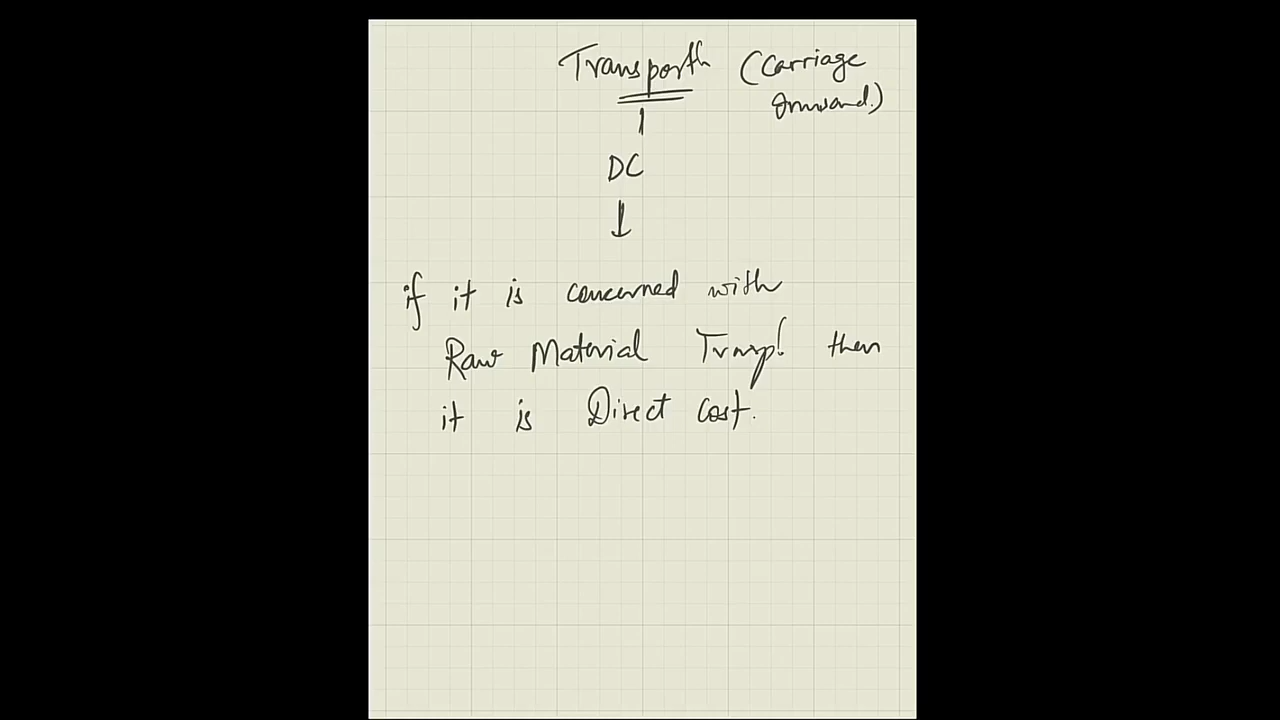 Transportn (Carriage
Inward.)
DC
if it is concerned with
Raw Material Transp! then
it is Direct Cost.